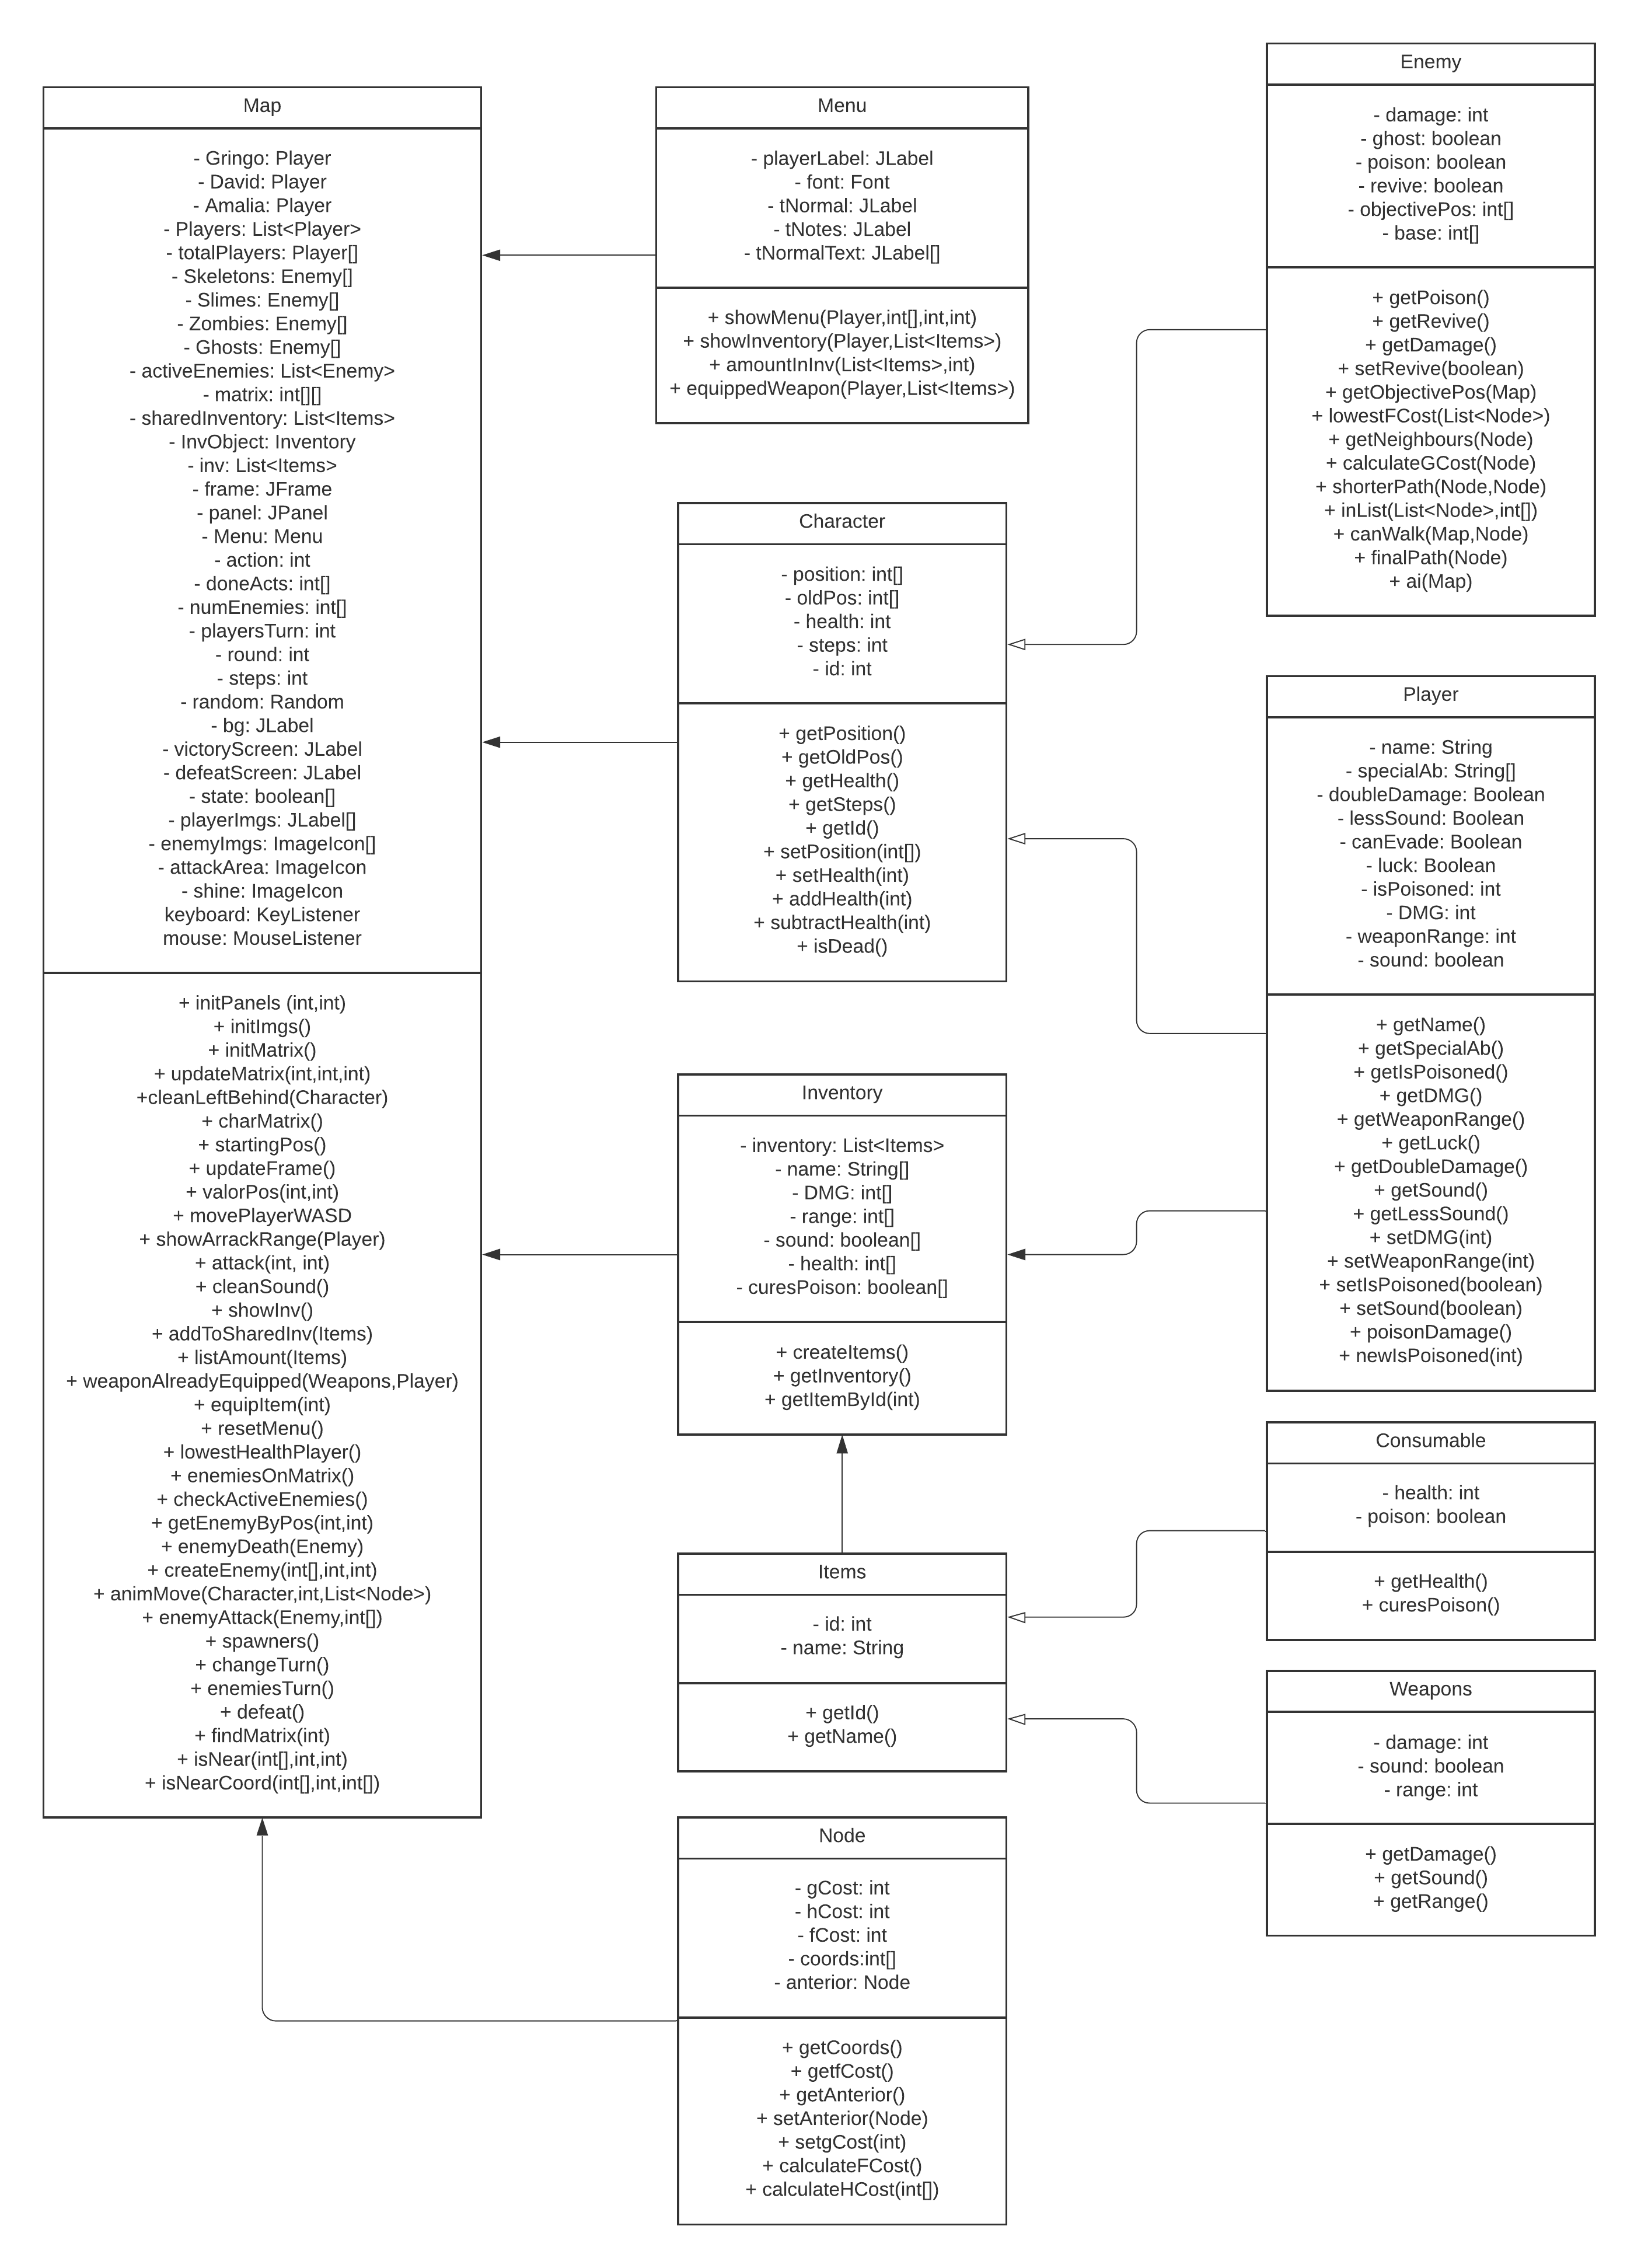 Map
- Gringo: Player
- David: Player
- Amalia: Player
- Players: List<Player>
- totalPlayers: Player[]
- Skeletons: Enemy[]
- Slimes: Enemy[]
- Zombies: Enemy[]
- Ghosts: Enemy[]
- activeEnemies: List<Enemy>
- matrix: int[][]
- sharedInventory: List<Items>
- InvObject: Inventory
- inv: List<Items>
- frame: JFrame
- panel: JPanel
- Menu: Menu
- action: int
- doneActs: int[]
- numEnemies: int[]
- playersTurn: int
- round: int
- steps: int
- random: Random
- bg: JLabel
- victoryScreen: JLabel
- defeatScreen: JLabel
- state: boolean[]
- playerImgs: JLabel[]
- enemyImgs: ImageIcon[]
- attackArea: ImageIcon
- shine: ImageIcon
keyboard: KeyListener
mouse: MouseListener
+ initPanels (int,int)
+ initImgs()
+ initMatrix()
+ updateMatrix(int,int,int)
+cleanLeftBehind(Character)
+ charMatrix()
+ startingPos()
+ updateFrame()
+ valorPos(int,int)
+ movePlayerWASD
+ showArrackRange(Player)
+ attack(int, int)
+ cleanSound()
+ showInv()
+ addToSharedInv(Items)
+ listAmount(Items)
+ weaponAlreadyEquipped(Weapons,Player)
+ equipItem(int)
+ resetMenu()
+ lowestHealthPlayer()
+ enemiesOnMatrix()
+ checkActiveEnemies()
+ getEnemyByPos(int,int)
+ enemyDeath(Enemy)
+ createEnemy(int[],int,int)
+ animMove(Character,int,List<Node>)
+ enemyAttack(Enemy,int[])
+ spawners()
+ changeTurn()
+ enemiesTurn()
+ defeat()
+ findMatrix(int)
+ isNear(int[],int,int)
+ isNearCoord(int[],int,int[])
Menu
- playerLabel: JLabel
- font: Font
- tNormal: JLabel
- tNotes: JLabel
- tNormalText: JLabel[]
+ showMenu(Player,int[],int,int)
+ showInventory(Player,List<Items>)
+ amountInInv(List<Items>,int)
+ equippedWeapon(Player,List<Items>)
Character
- position: int[]
- oldPos: int[]
- health: int
- steps: int
- id: int
+ getPosition()
+ getOldPos()
+ getHealth()
+ getSteps()
+ getId()
+ setPosition(int[])
+ setHealth(int)
+ addHealth(int)
+ subtractHealth(int)
+ isDead()
Inventory
- inventory: List<Items>
- name: String[]
- DMG: int[]
- range: int[]
- sound: boolean[]
- health: int[]
- curesPoison: boolean[]
+ createItems()
+ getInventory()
+ getItemById(int)
Items
- id: int
- name: String
+ getId()
+ getName()
Node
- gCost: int
- hCost: int
- fCost: int
- coords:int[]
- anterior: Node
+ getCoords()
+ getfCost()
+ getAnterior()
+ setAnterior(Node)
+ setgCost(int)
+ calculateFCost()
+ calculateHCost(int[])
Enemy
- damage: int
- ghost: boolean
- poison: boolean
- revive: boolean
- objectivePos: int[]
- base: int[]
+ getPoison()
+ getRevive()
+ getDamage()
+ setRevive(boolean)
+ getObjectivePos(Map)
+ lowestFCost(List<Node>)
+ getNeighbours(Node)
+ calculateGCost(Node)
+ shorterPath(Node,Node)
+ inList(List<Node>,int[])
+ canWalk(Map,Node)
+ finalPath(Node)
+ ai(Map)
Player
- name: String
- specialAb: String[]
- doubleDamage: Boolean
- lessSound: Boolean
- canEvade: Boolean
- luck: Boolean
- isPoisoned: int
- DMG: int
- weaponRange: int
- sound: boolean
+ getName()
+ getSpecialAb()
+ getIsPoisoned()
+ getDMG()
+ getWeaponRange()
+ getLuck()
+ getDoubleDamage()
+ getSound()
+ getLessSound()
+ setDMG(int)
+ setWeaponRange(int)
+ setIsPoisoned(boolean)
+ setSound(boolean)
+ poisonDamage()
+ newIsPoisoned(int)
Consumable
- health: int
- poison: boolean
+ getHealth()
+ curesPoison()
Weapons
- damage: int
- sound: boolean
- range: int
+ getDamage()
+ getSound()
+ getRange()